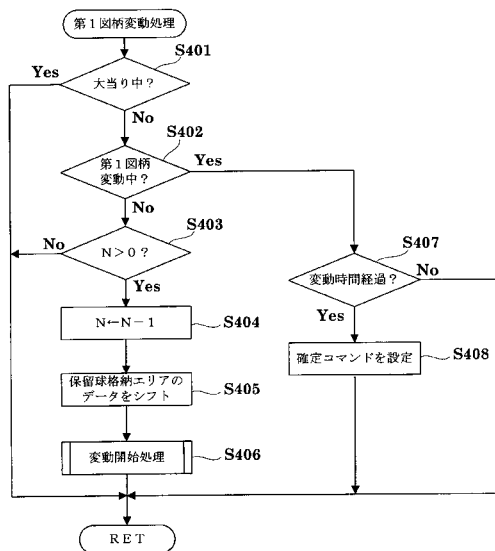 第1図柄変動処理
S401
Yes
大当り中?
No
S402
第1図柄
変動中?
Yes
No
S403
No
N>0?
Yes
S407
変動時間経過?
No
Yes
N←N-1
S404
確定コマンドを設定
S408
保留球格納エリアの
データをシフト
S405
変動開始処理
S406
RET